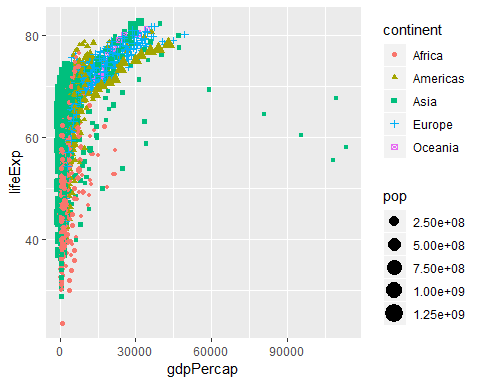 80
60
40
lifeExp
0
30000
60000
90000
gdpPercap
continent
Africa
Americas
Asia
Europe
Oceania
pop
2.50e+08
5.00e+08
7.50e+08
1.00e+09
1.25e+09